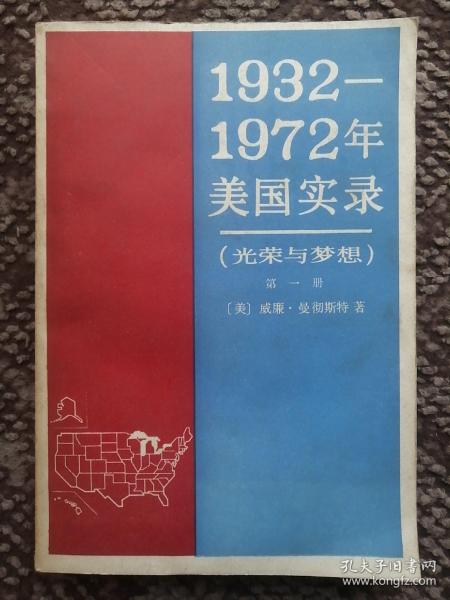 1932—
1972年
美国实录
(光荣与梦想)
第一册
〔美〕威廉·曼彻斯特著
孔夫子旧书网
www.kongfz.com